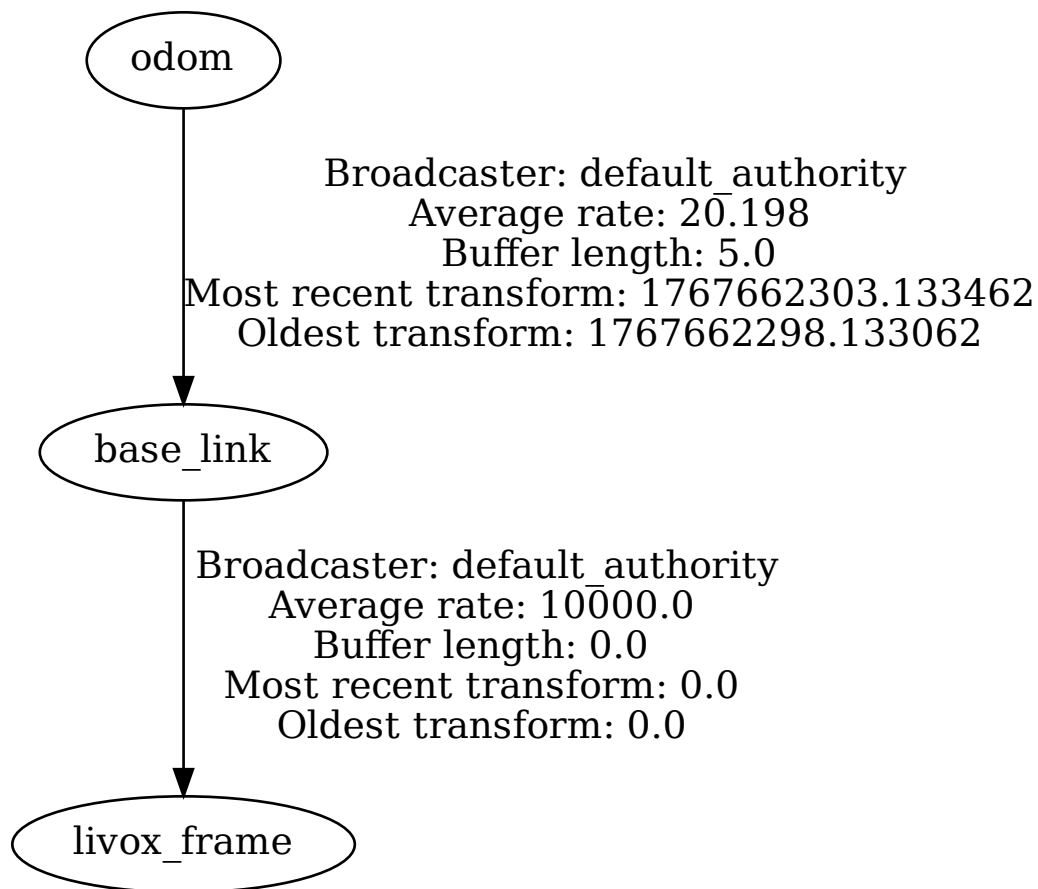 odom
Broadcaster: default_authority
Average rate: 20.198
Buffer length: 5.0
Most recent transform: 1767662303.133462
Oldest transform: 1767662298.133062
base_link
Broadcaster: default_authority
Average rate: 10000.0
Buffer length: 0.0
Most recent transform: 0.0
Oldest transform: 0.0
livox_frame